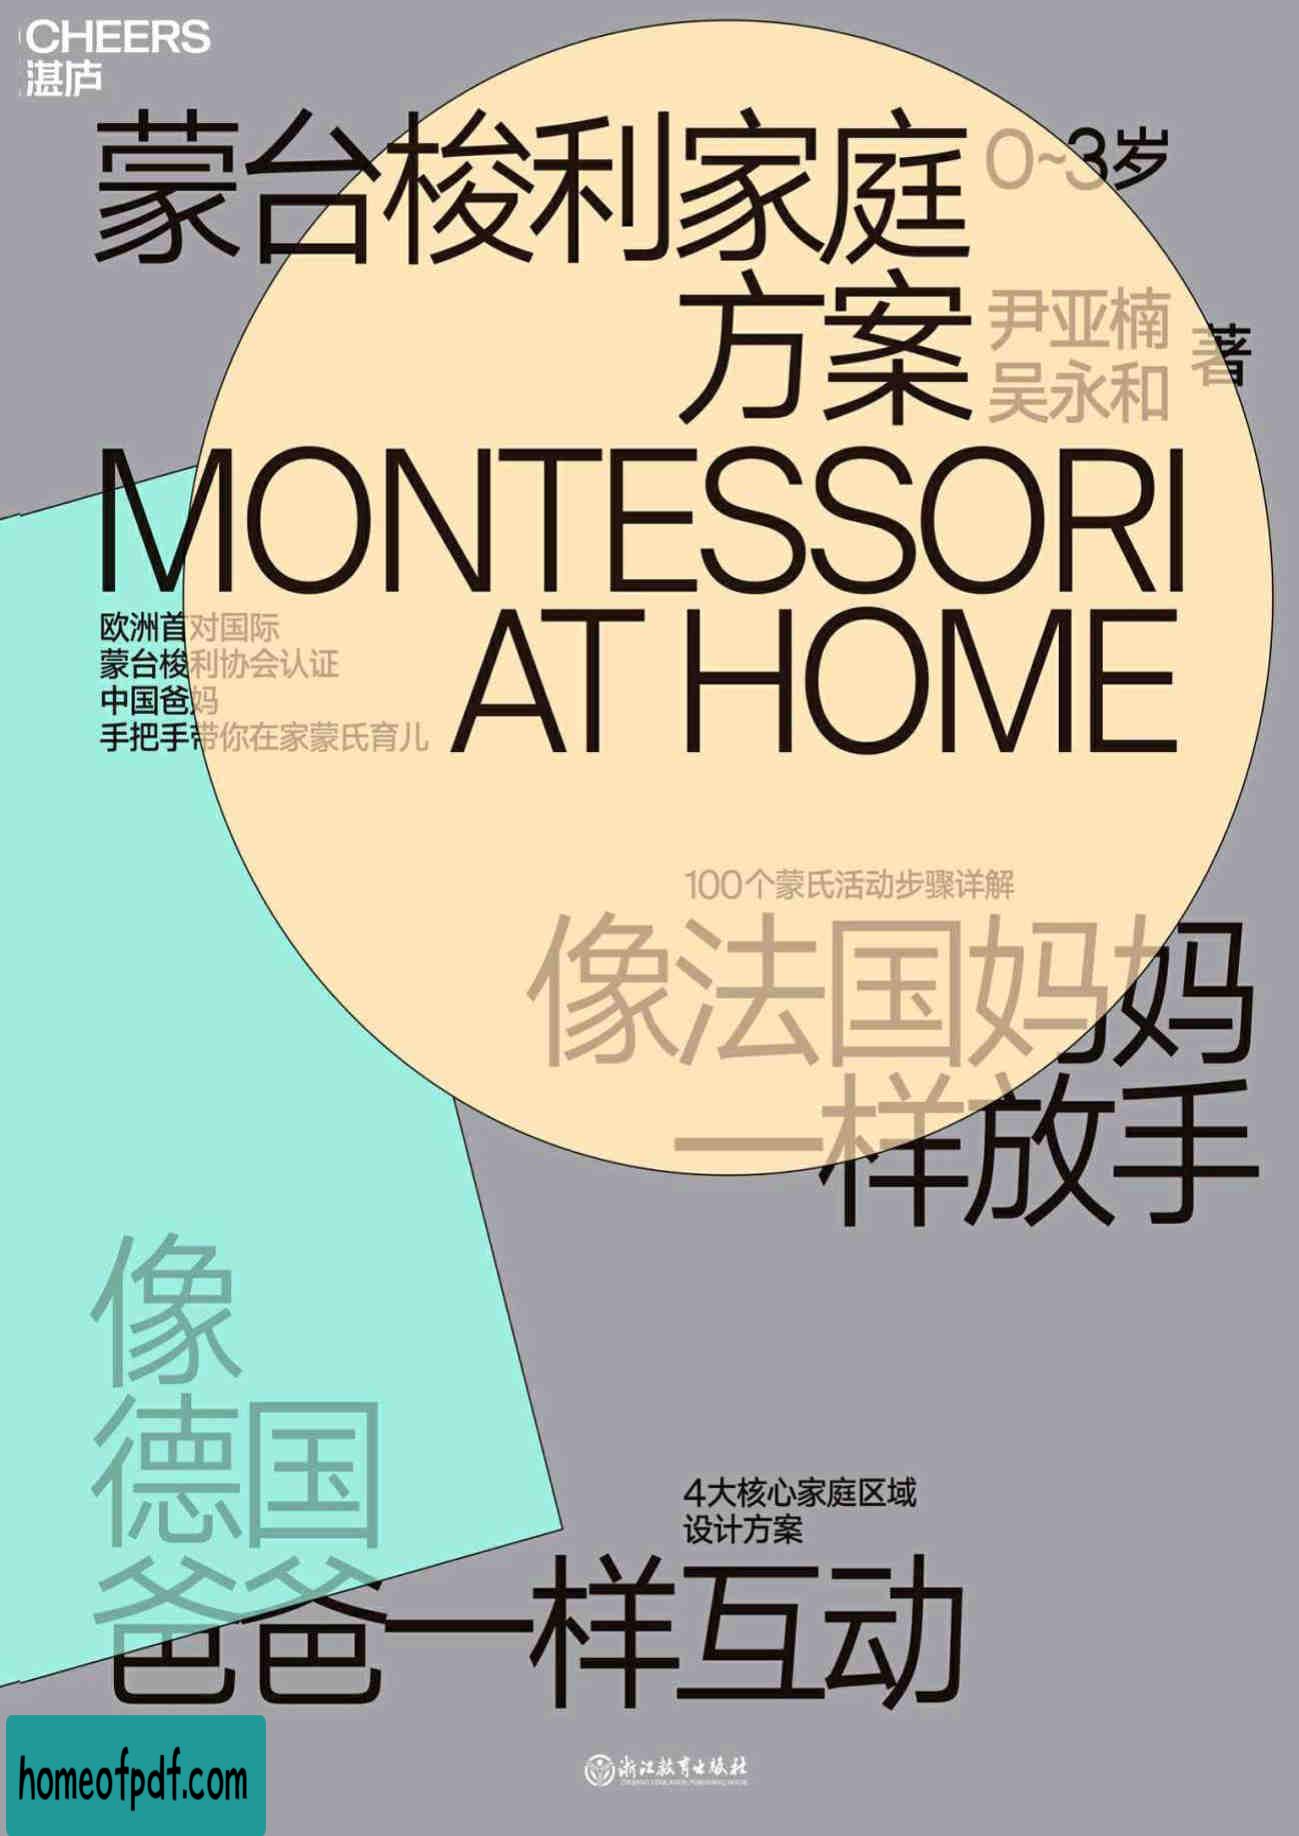 CHEERS
湛庐
蒙台梭利家庭
方案
0~3岁
尹亚楠
吴永和
著
MONTESSORI
AT HOME
欧洲首对国际
蒙台梭利协会认证
中国爸妈
手把手带你在家蒙氏育儿
100个蒙氏活动步骤详解
像法国妈妈
一样放手
像
德国
爸爸一样互动
4大核心家庭区域
设计方案
homeofpdf.com
浙江教育出版社